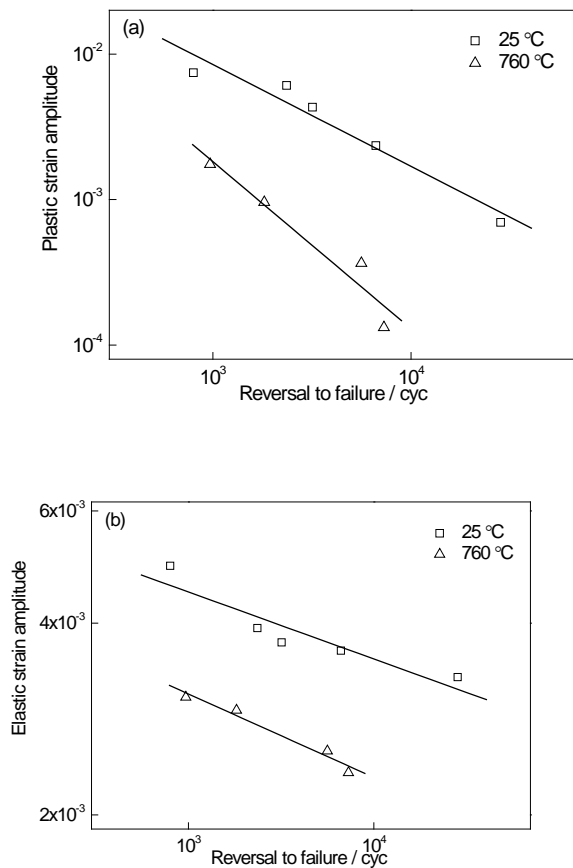 (a)
25 °C
760 °C
10⁻²
10⁻³
10⁻⁴
Plastic strain amplitude
10³
10⁴
Reversal to failure / cyc
(b)
25 °C
760 °C
6x10⁻³
4x10⁻³
2x10⁻³
Elastic strain amplitude
10³
10⁴
Reversal to failure / cyc